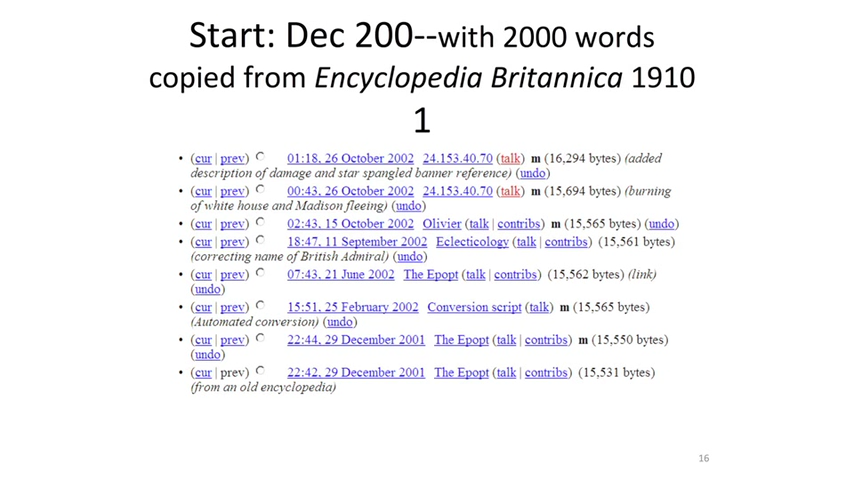 Start: Dec 200--with 2000 words
copied from Encyclopedia Britannica 1910
1
• (cur | prev) 01:18, 26 October 2002 24.153.40.70 (talk) m (16,294 bytes) (added
description of damage and star spangled banner reference) (undo)
• (cur | prev) 00:43, 26 October 2002 24.153.40.70 (talk) m (15,694 bytes) (burning
of white house and Madison fleeing) (undo)
• (cur | prev) 02:43, 15 October 2002 Olivier (talk | contribs) m (15,565 bytes) (undo)
• (cur | prev) 18:47, 11 September 2002 Eclecticology (talk | contribs) (15,561 bytes)
(correcting name of British Admiral) (undo)
• (cur | prev) 07:43, 21 June 2002 The Epopt (talk | contribs) (15,562 bytes) (link)
(undo)
• (cur | prev) 15:51, 25 February 2002 Conversion script (talk) m (15,565 bytes)
(Automated conversion) (undo)
• (cur | prev) 22:44, 29 December 2001 The Epopt (talk | contribs) m (15,550 bytes)
(undo)
• (cur | prev) 22:42, 29 December 2001 The Epopt (talk | contribs) (15,531 bytes)
(from an old encyclopedia)
16